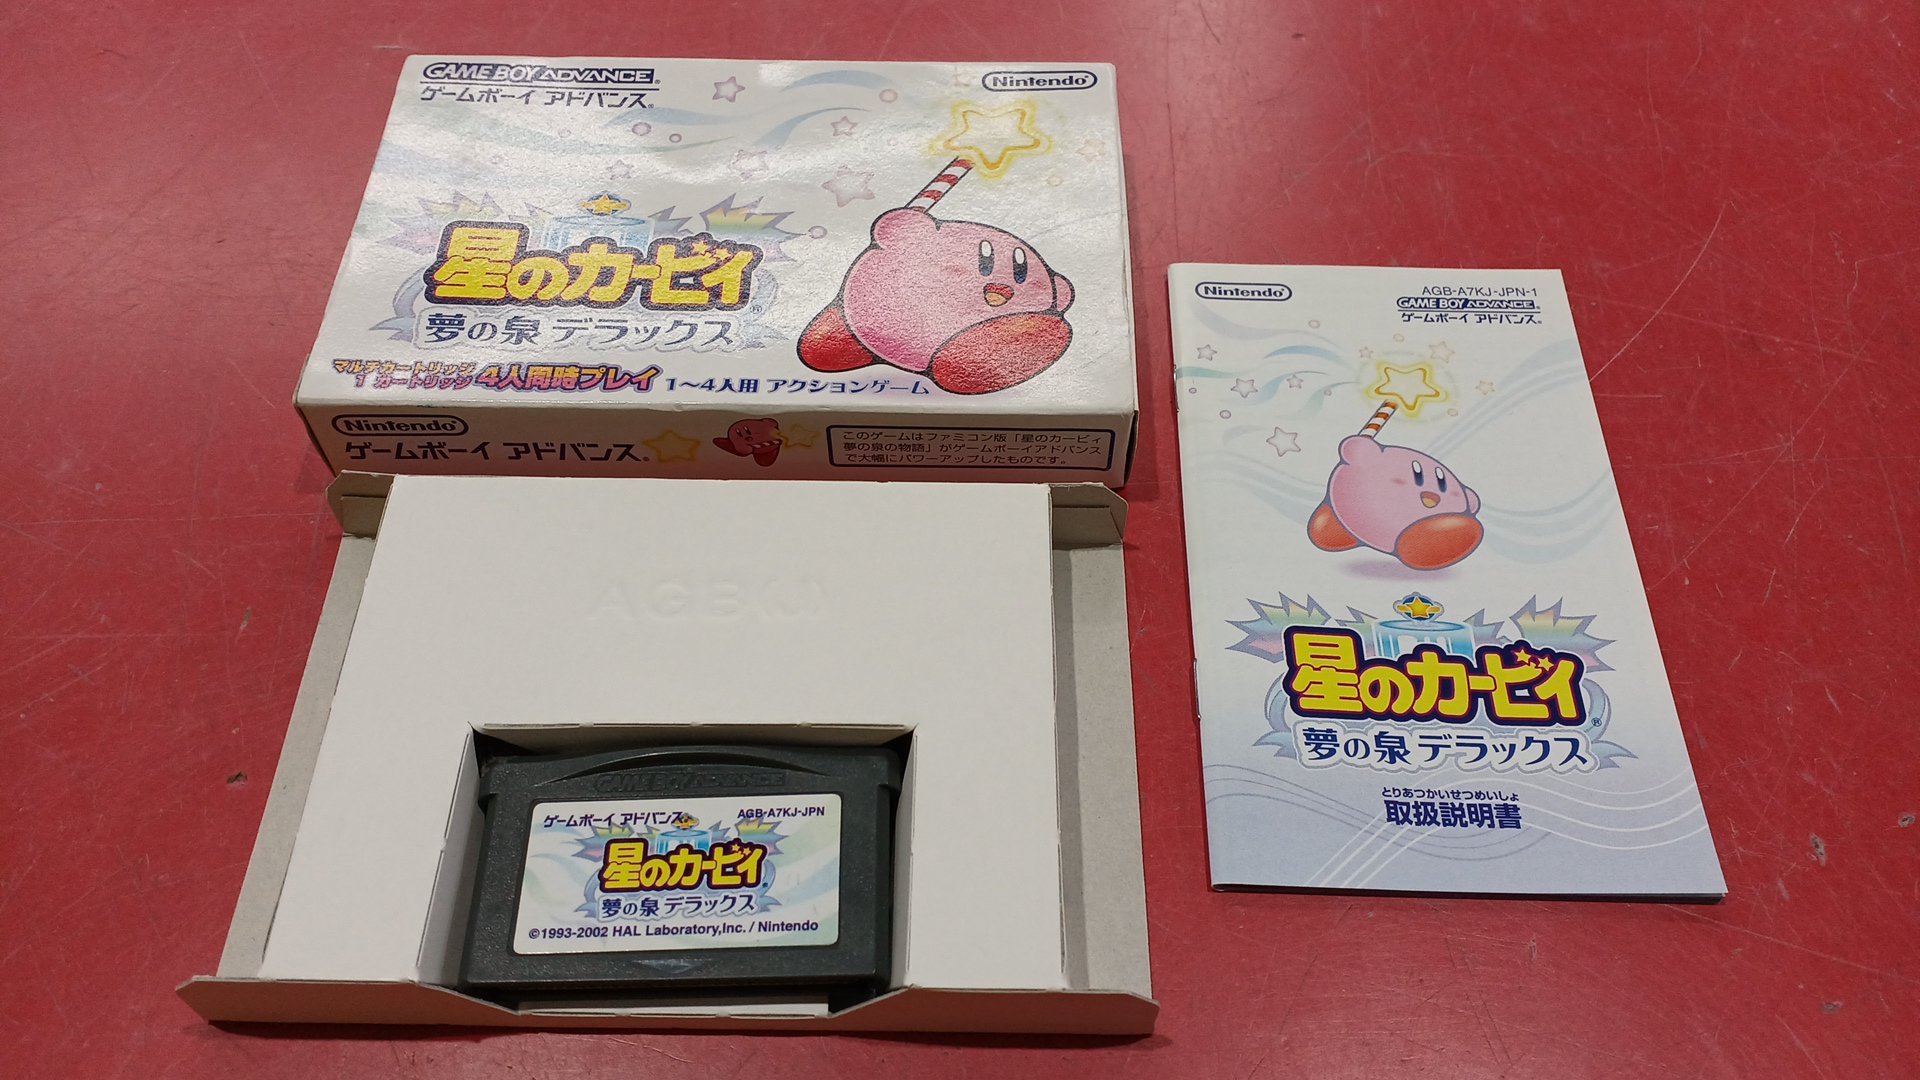 GAME BOY ADVANCE
ゲームボーイ アドバンス
Nintendo
星のカービィ
夢の泉 デラックス
マルチカートリッジ
1 カートリッジ
4人同時プレイ
1～4人用 アクションゲーム
Nintendo
ゲームボーイ アドバンス
このゲームはファミコン版「星のカービィ
夢の泉の物語」がゲームボーイアドバンス
で大幅にパワーアップしたものです。
GAME BOY ADVANCE
ゲームボーイ アドバンス
AGB-A7KJ-JPN
星のカービィ
夢の泉 デラックス
©1993-2002 HAL Laboratory,Inc. / Nintendo
Nintendo
AGB-A7KJ-JPN-1
GAME BOY ADVANCE
ゲームボーイ アドバンス
星のカービィ
夢の泉 デラックス
とりあつかいせつめいしょ
取扱説明書